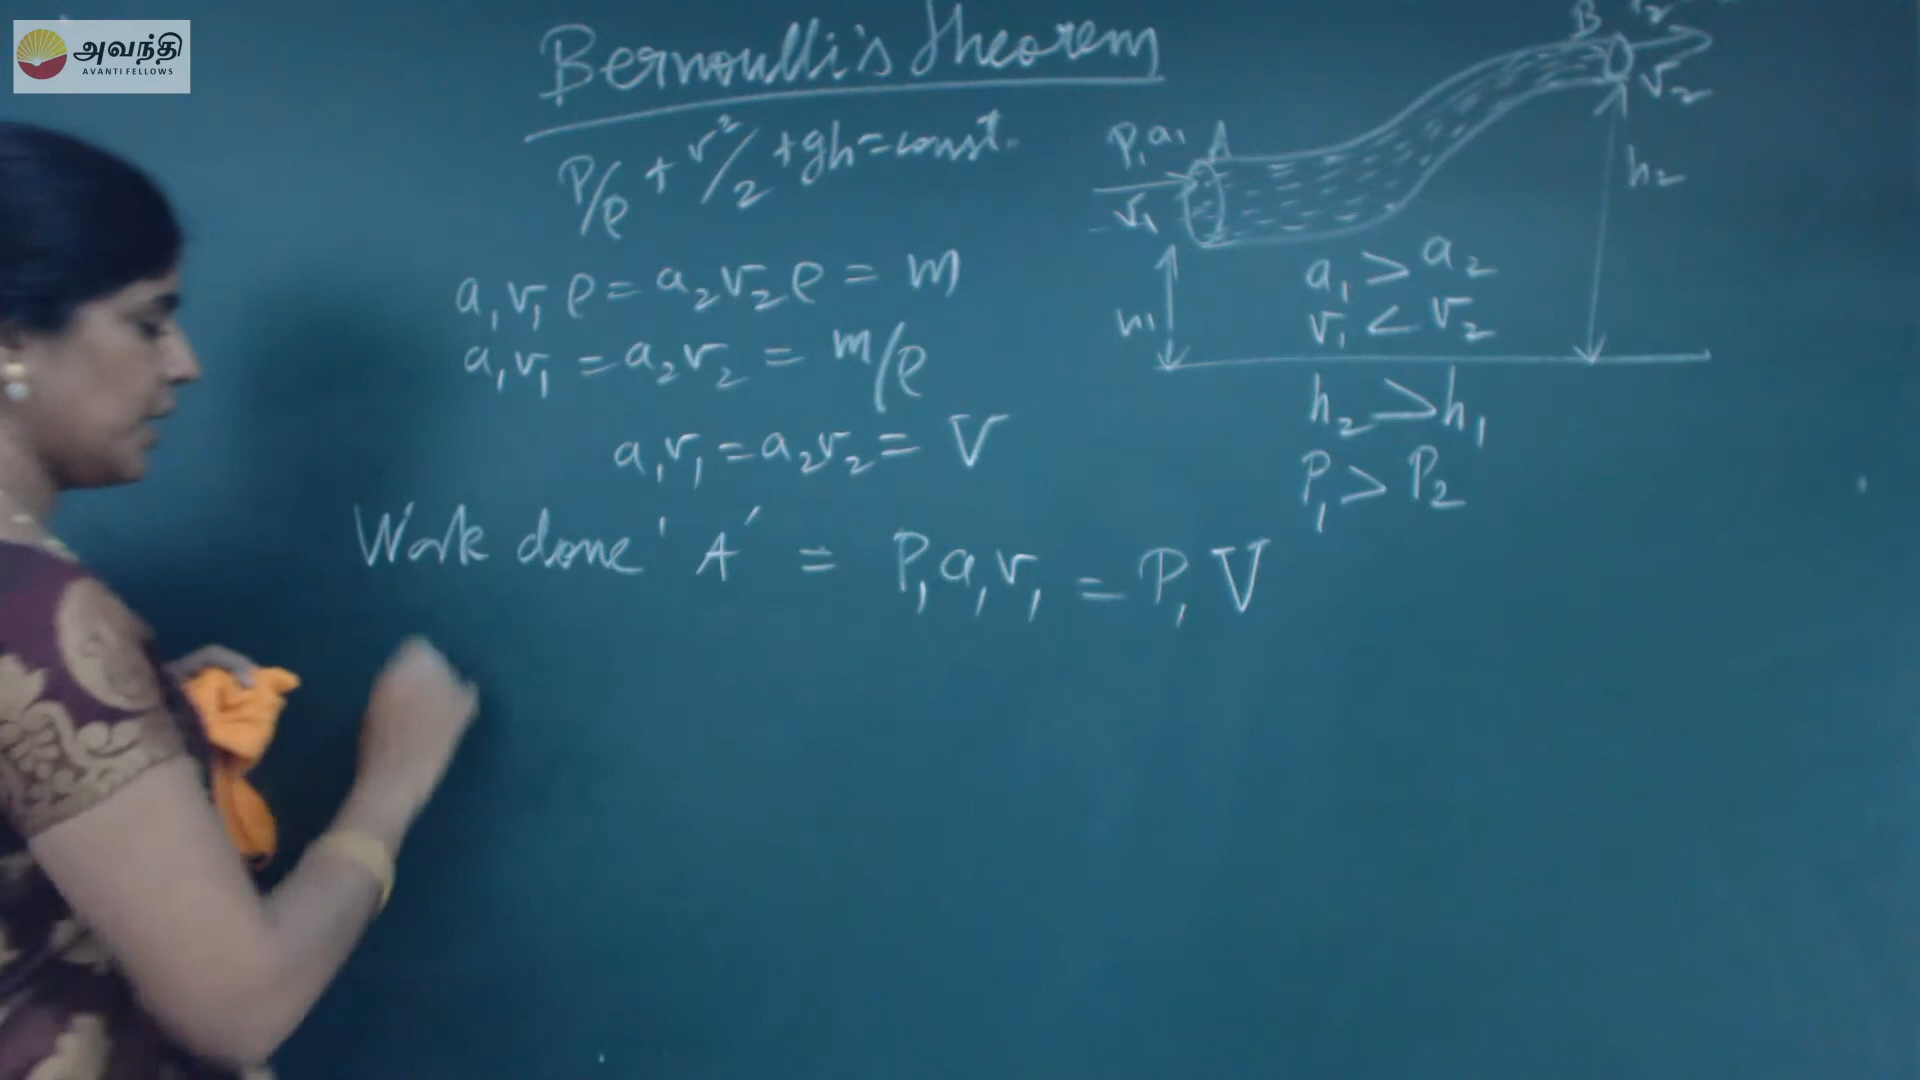 அவந்தி
AVANTI FELLOWS
Bernoulli's theorem
P/ρ + v²/2 + gh = const.
a₁v₁ρ = a₂v₂ρ = m
a₁v₁ = a₂v₂ = m/ρ
a₁v₁ = a₂v₂ = V
Work done 'A' = P₁a₁v₁ = P₁V
B
v₂
P₁a₁ A
v₁
h₂
h₁
a₁ > a₂
v₁ < v₂
h₂ > h₁
P₁ > P₂